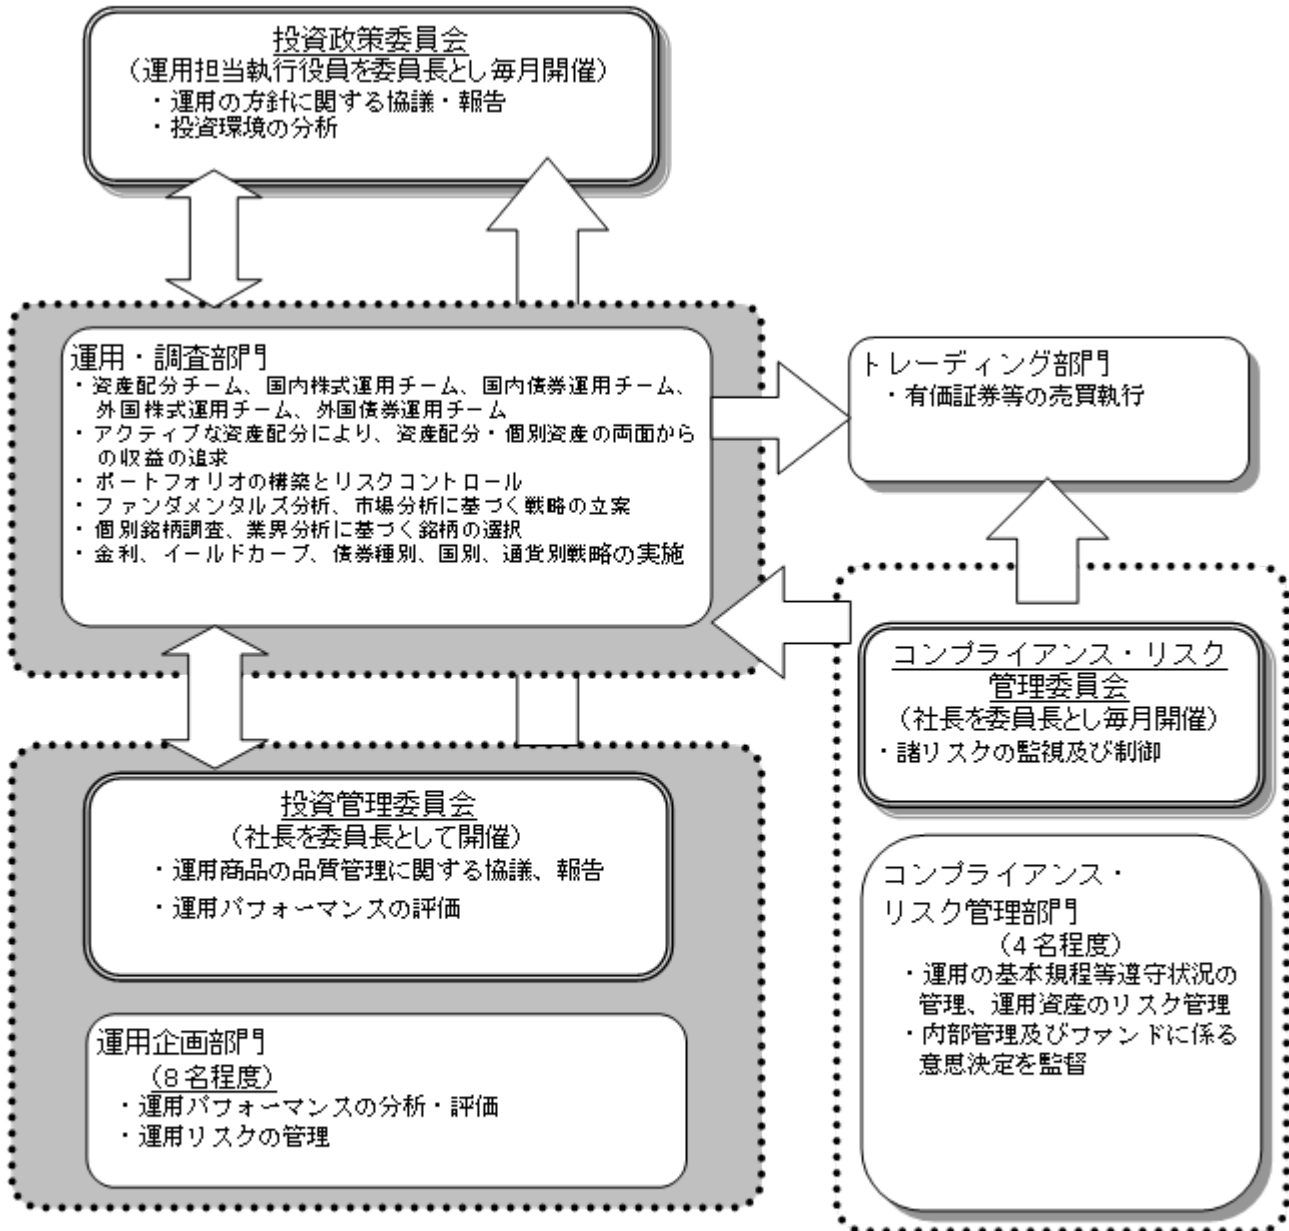 投資政策委員会
(運用担当執行役員を委員長とし毎月開催)
・運用の方針に関する協議・報告
・投資環境の分析
運用・調査部門
・資産配分チーム、国内株式運用チーム、国内債券運用チーム、
外国株式運用チーム、外国債券運用チーム
・アクティブな資産配分により、資産配分・個別資産の両面から
の収益の追求
・ポートフォリオの構築とリスクコントロール
・ファンダメンタルズ分析、市場分析に基づく戦略の立案
・個別銘柄調査、業界分析に基づく銘柄の選択
・金利、イールドカーブ、債券種別、国別、通貨別戦略の実施
トレーディング部門
・有価証券等の売買執行
コンプライアンス・リスク
管理委員会
(社長を委員長とし毎月開催)
・諸リスクの監視及び制御
コンプライアンス・
リスク管理部門
(4名程度)
・運用の基本規程等遵守状況の
管理、運用資産のリスク管理
・内部管理及びファンドに係る
意思決定を監督
投資管理委員会
(社長を委員長として開催)
・運用商品の品質管理に関する協議、報告
・運用パフォーマンスの評価
運用企画部門
(8名程度)
・運用パフォーマンスの分析・評価
・運用リスクの管理